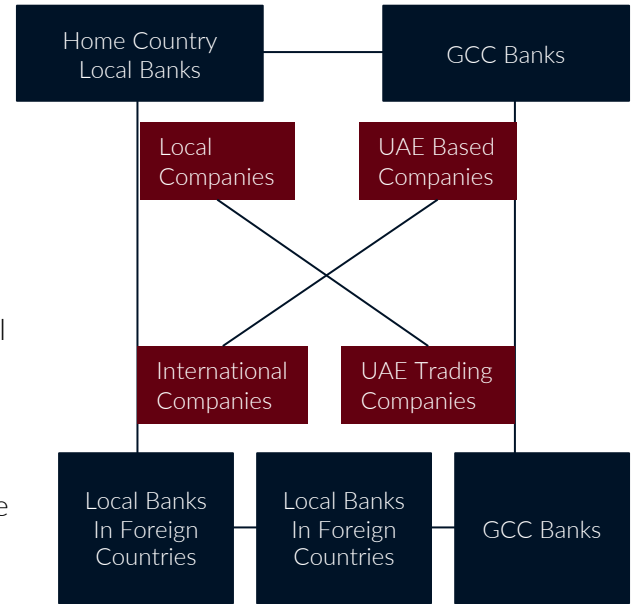 Home Country
Local Banks
GCC Banks
Local
Companies
UAE Based
Companies
l
International
Companies
UAE Trading
Companies
e
Local Banks
In Foreign
Countries
Local Banks
In Foreign
Countries
GCC Banks